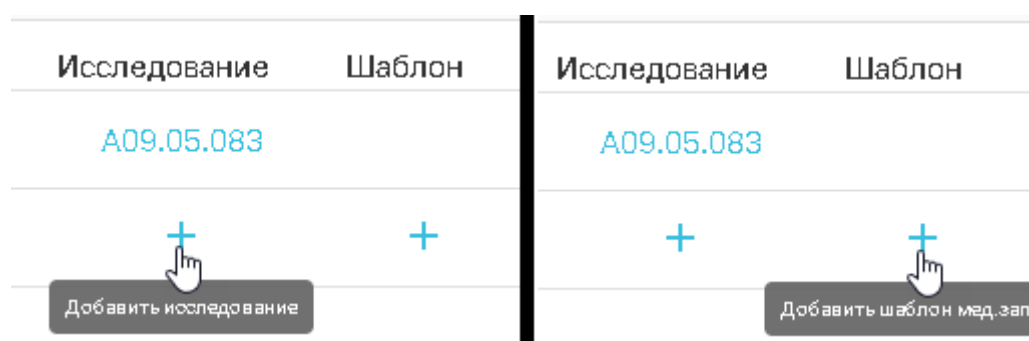 Исследование Шаблон
A09.05.083
+ +
Добавить исследование
Исследование Шаблон
A09.05.083
+ +
Добавить шаблон мед.зап